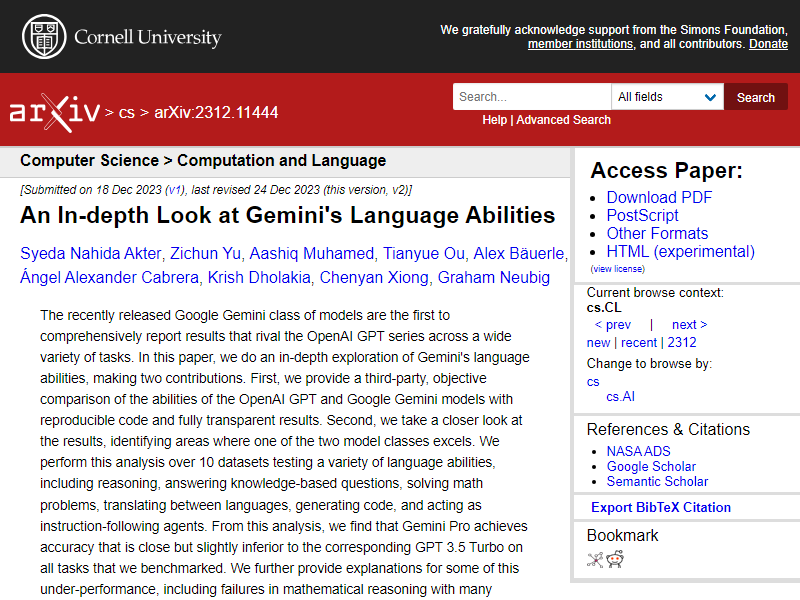 Cornell University
We gratefully acknowledge support from the Simons Foundation,
member institutions, and all contributors. Donate
arXiv > cs > arXiv:2312.11444
Search...
All fields
Search
Help | Advanced Search
Computer Science > Computation and Language
[Submitted on 18 Dec 2023 (v1), last revised 24 Dec 2023 (this version, v2)]
An In-depth Look at Gemini's Language Abilities
Syeda Nahida Akter, Zichun Yu, Aashiq Muhamed, Tianyue Ou, Alex Bäuerle,
Ángel Alexander Cabrera, Krish Dholakia, Chenyan Xiong, Graham Neubig
The recently released Google Gemini class of models are the first to
comprehensively report results that rival the OpenAI GPT series across a wide
variety of tasks. In this paper, we do an in-depth exploration of Gemini's language
abilities, making two contributions. First, we provide a third-party, objective
comparison of the abilities of the OpenAI GPT and Google Gemini models with
reproducible code and fully transparent results. Second, we take a closer look at
the results, identifying areas where one of the two model classes excels. We
perform this analysis over 10 datasets testing a variety of language abilities,
including reasoning, answering knowledge-based questions, solving math
problems, translating between languages, generating code, and acting as
instruction-following agents. From this analysis, we find that Gemini Pro achieves
accuracy that is close but slightly inferior to the corresponding GPT 3.5 Turbo on
all tasks that we benchmarked. We further provide explanations for some of this
under-performance, including failures in mathematical reasoning with many
Access Paper:
Download PDF
PostScript
Other Formats
HTML (experimental)
(view license)
Current browse context:
cs.CL
< prev | next >
new | recent | 2312
Change to browse by:
cs
cs.AI
References & Citations
NASA ADS
Google Scholar
Semantic Scholar
Export BibTeX Citation
Bookmark